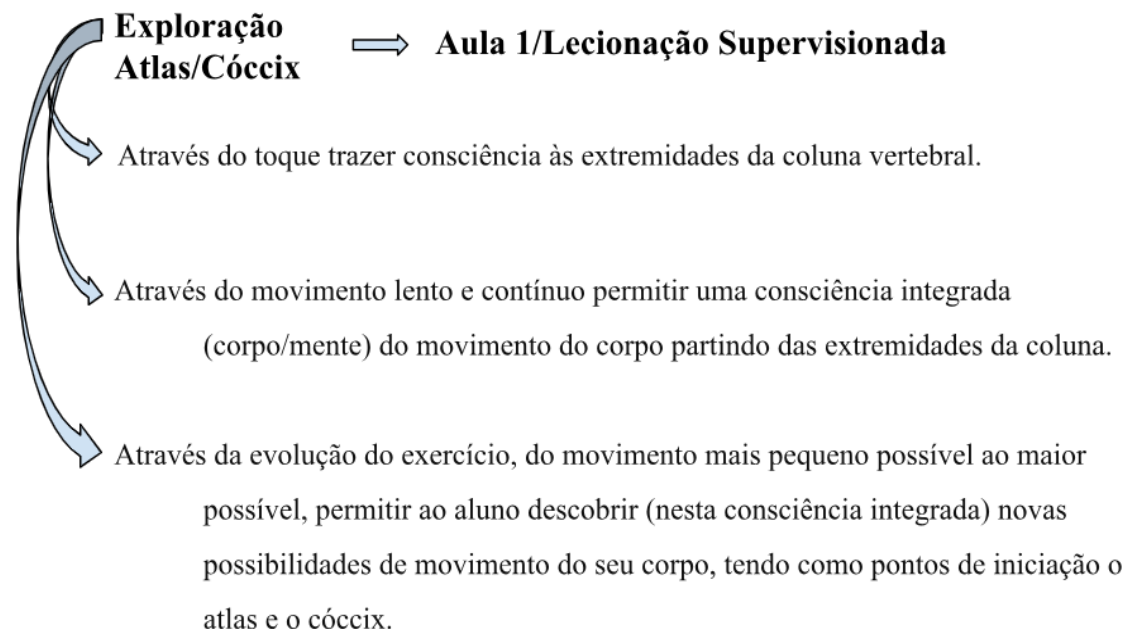 Exploração
Atlas/Cóccix
Aula 1/Lecionação Supervisionada
Através do toque trazer consciência às extremidades da coluna vertebral.
Através do movimento lento e contínuo permitir uma consciência integrada
(corpo/mente) do movimento do corpo partindo das extremidades da coluna.
Através da evolução do exercício, do movimento mais pequeno possível ao maior
possível, permitir ao aluno descobrir (nesta consciência integrada) novas
possibilidades de movimento do seu corpo, tendo como pontos de iniciação o
atlas e o cóccix.